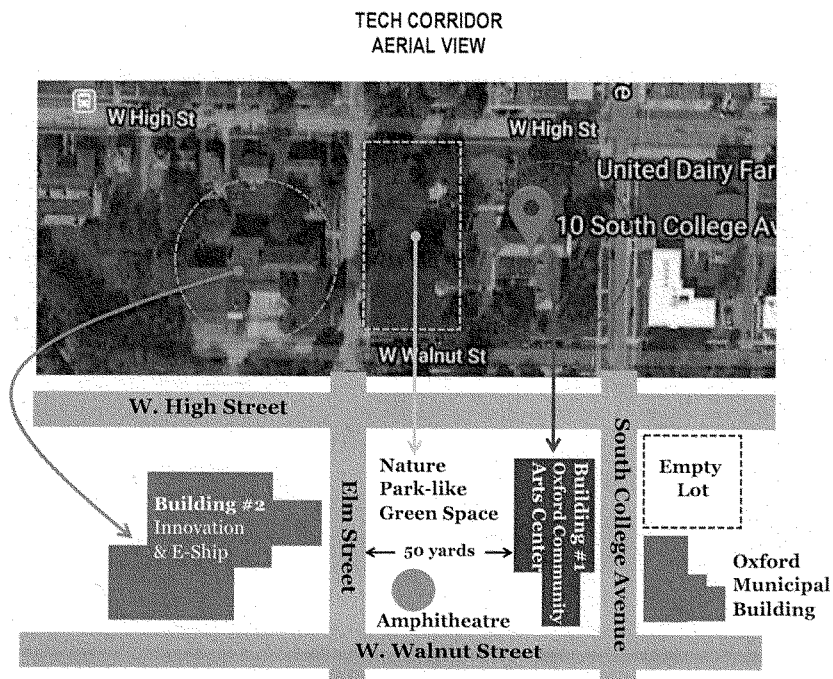 TECH CORRIDOR
AERIAL VIEW
W High St
W High St
United Dairy Far
10 South College Av
W Walnut St
W. High Street
Elm Street
South College Avenue
Nature
Park-like
Green Space
Building #1
Oxford Community
Arts Center
Empty
Lot
Building #2
Innovation
& E-Ship
50 yards
Oxford
Municipal
Building
Amphitheatre
W. Walnut Street